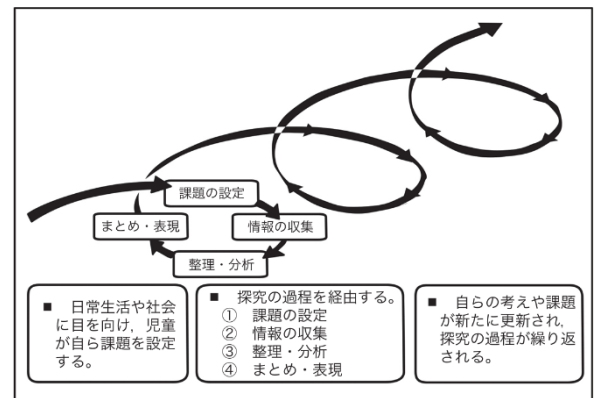 課題の設定
まとめ・表現
情報の収集
整理・分析
■ 日常生活や社会
に目を向け，児童
が自ら課題を設定
する。
■ 探究の過程を経由する。
① 課題の設定
② 情報の収集
③ 整理・分析
④ まとめ・表現
■ 自らの考えや課題
が新たに更新され，
探究の過程が繰り返
される。